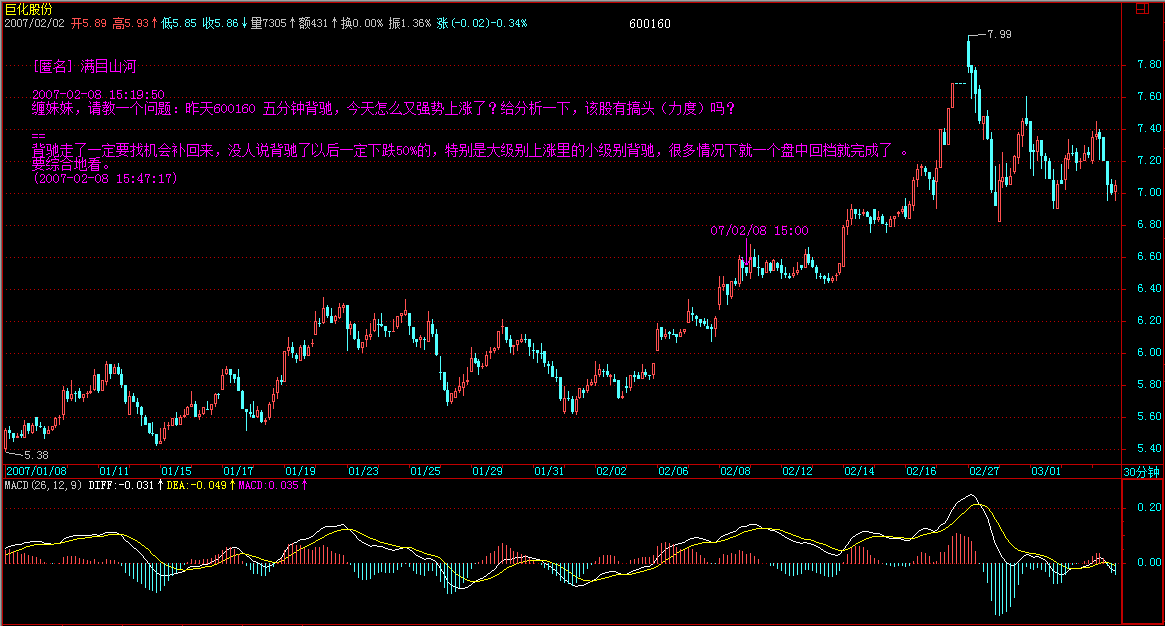 巨化股份
2007/02/02 开5.89 高5.93↑低5.85 收5.86↓量7305↑额431↑换0.00% 振1.36% 涨(-0.02)-0.34%
600160
日
7.99
[匿名] 满目山河
2007-02-08 15:19:50
缠妹妹，请教一个问题：昨天600160 五分钟背驰，今天怎么又强势上涨了？给分析一下，该股有搞头（力度）吗？
==
背驰走了一定要找机会补回来，没人说背驰了以后一定下跌50%的，特别是大级别上涨里的小级别背驰，很多情况下就一个盘中回档就完成了 。
要综合地看。
(2007-02-08 15:47:17)
07/02/08 15:00
7.80
7.60
7.40
7.20
7.00
6.80
6.60
6.40
6.20
6.00
5.80
5.60
5.40
5.38
2007/01/08 01/11 01/15 01/17 01/19 01/23 01/25 01/29 01/31 02/02 02/06 02/08 02/12 02/14 02/16 02/27 03/01 30分钟
MACD(26,12,9) DIFF:-0.031↑DEA:-0.049↑MACD:0.035↑
0.20
0.00